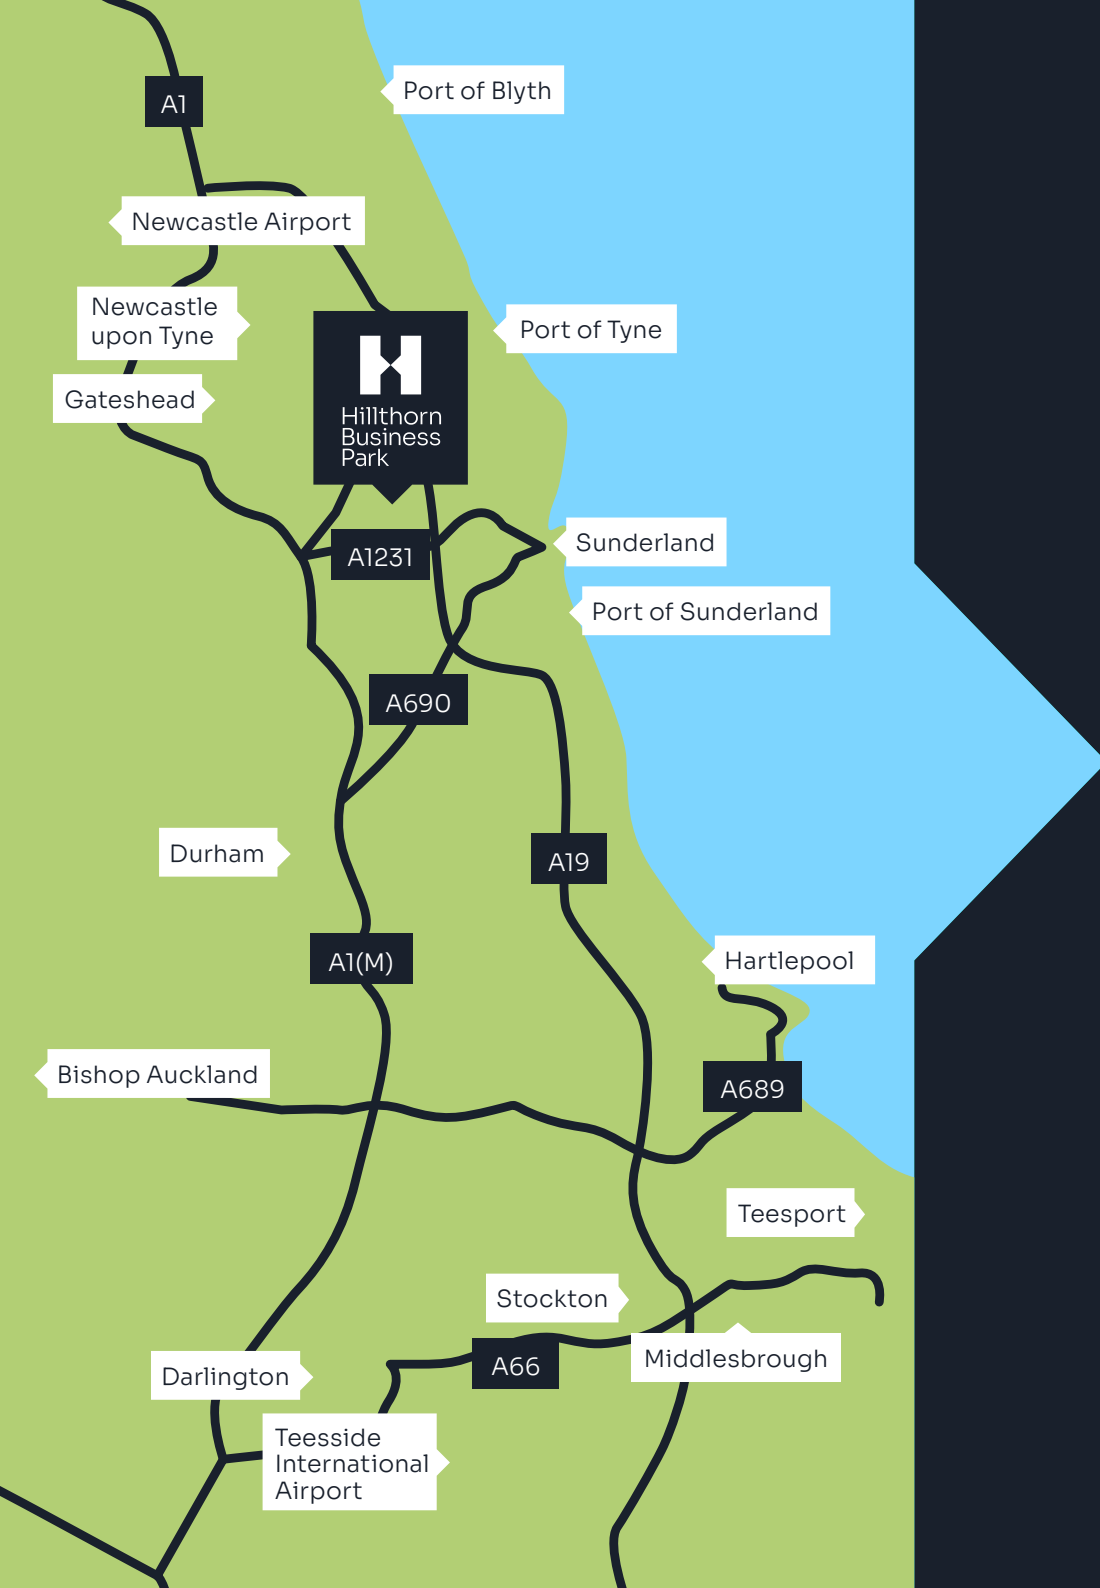 Port of Blyth
A1
Newcastle Airport
Newcastle
upon Tyne
Port of Tyne
Gateshead
Hillthorn
Business
Park
Sunderland
A1231
Port of Sunderland
A690
Durham
A19
A1(M)
Hartlepool
Bishop Auckland
A689
Teesport
Stockton
Middlesbrough
A66
Darlington
Teesside
International
Airport